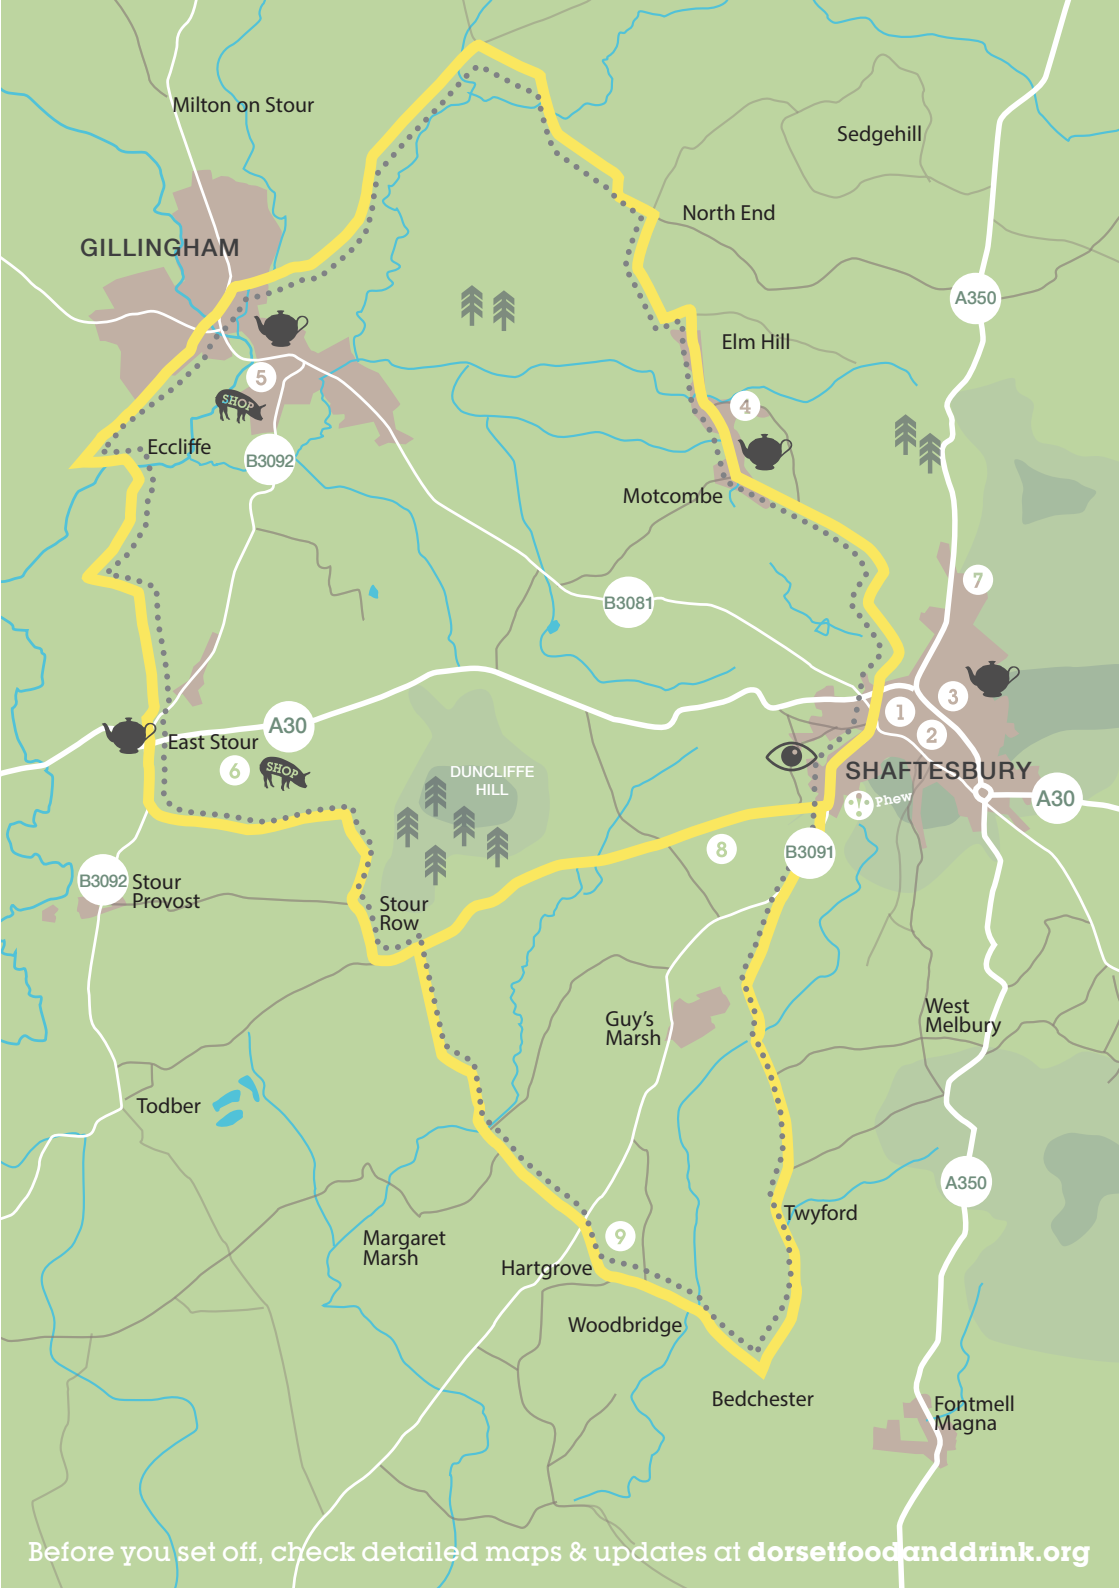 Milton on Stour
Sedgehill
North End
GILLINGHAM
A350
Elm Hill
5
SHOP
4
Eccliffe
B3092
Motcombe
7
B3081
3
1
2
A30
East Stour
6
SHOP
DUNCLIFFE
HILL
SHAFTESBURY
A30
Phew
8
B3091
B3092
Stour
Provost
Stour
Row
Guy's
Marsh
West
Melbury
Todber
A350
Twyford
Margaret
Marsh
9
Hartgrove
Woodbridge
Bedchester
Fontmell
Magna
Before you set off, check detailed maps & updates at dorsetfoodanddrink.org